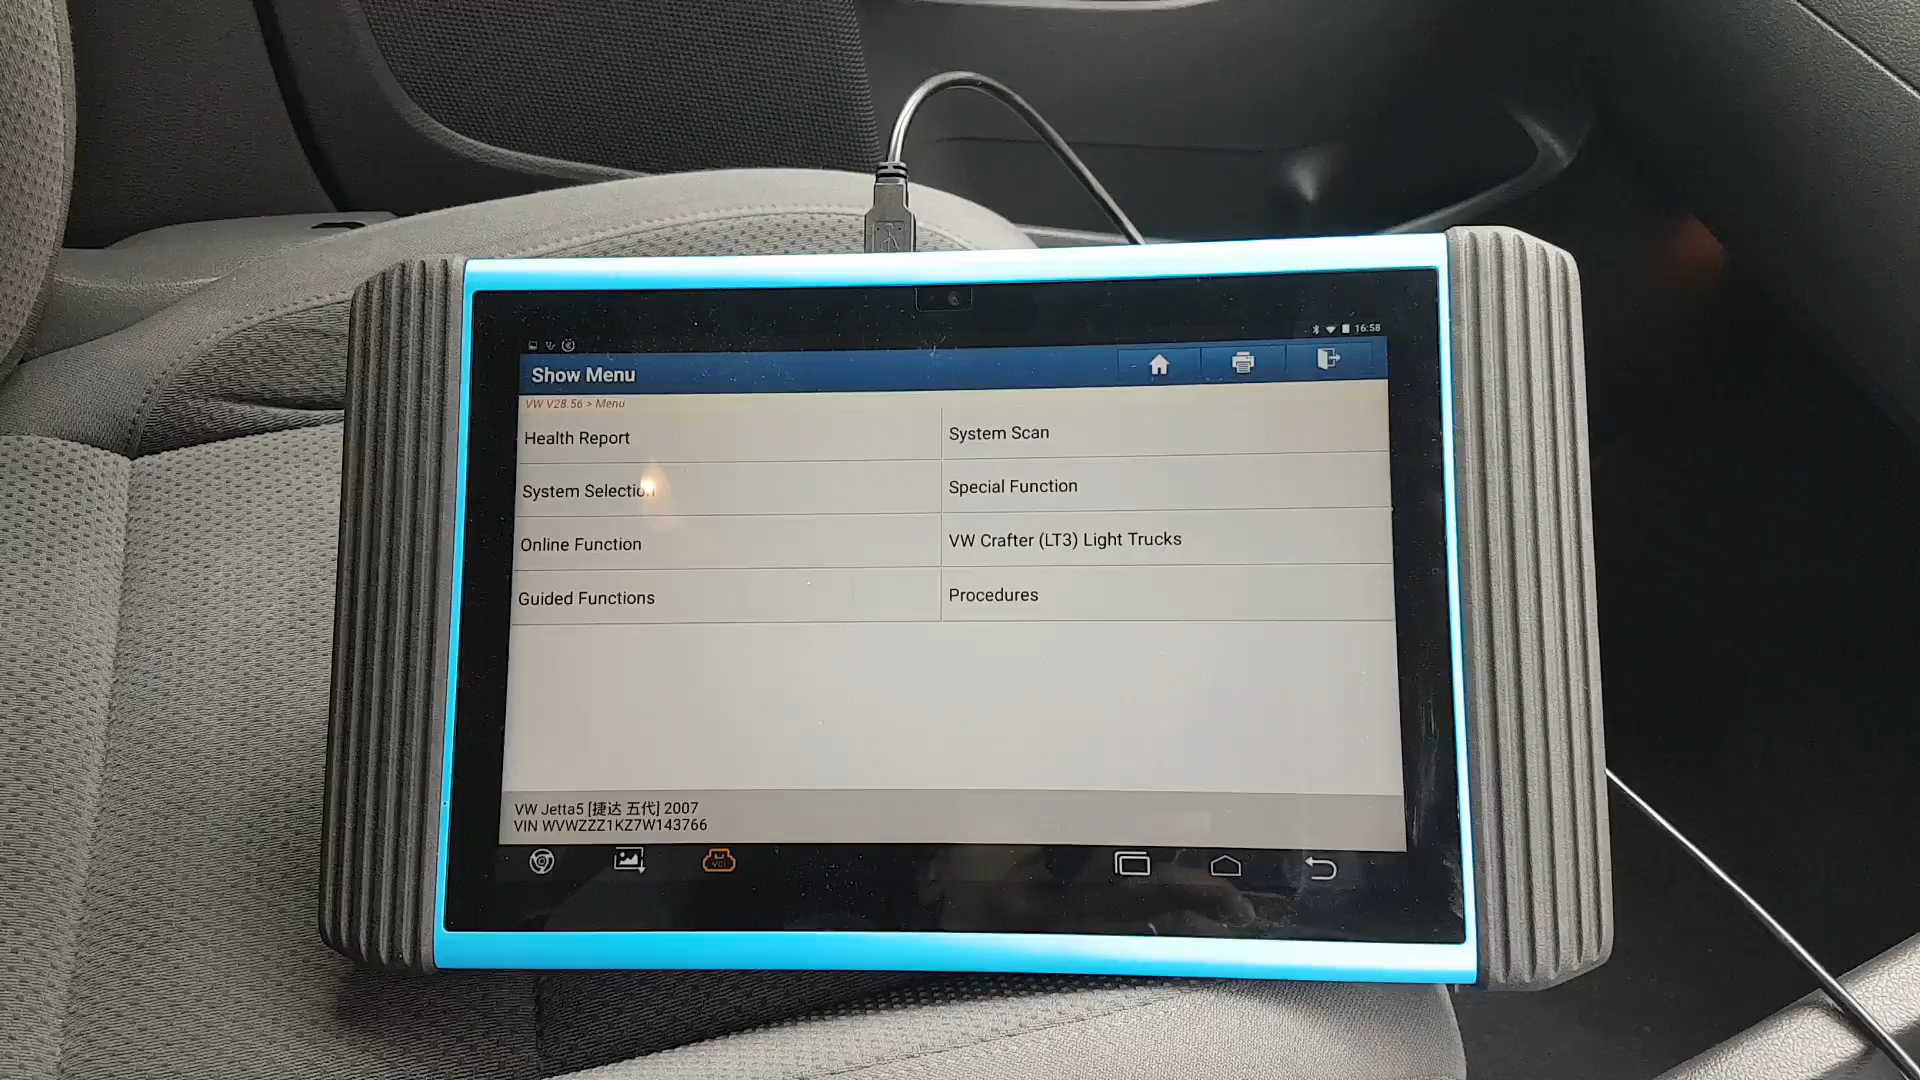 16:58
Show Menu
VW V28.56 > Menu
Health Report
System Scan
System Selection
Special Function
Online Function
VW Crafter (LT3) Light Trucks
Guided Functions
Procedures
VW Jetta5 [捷达 五代] 2007
VIN WVWZZZ1KZ7W143766
VCI